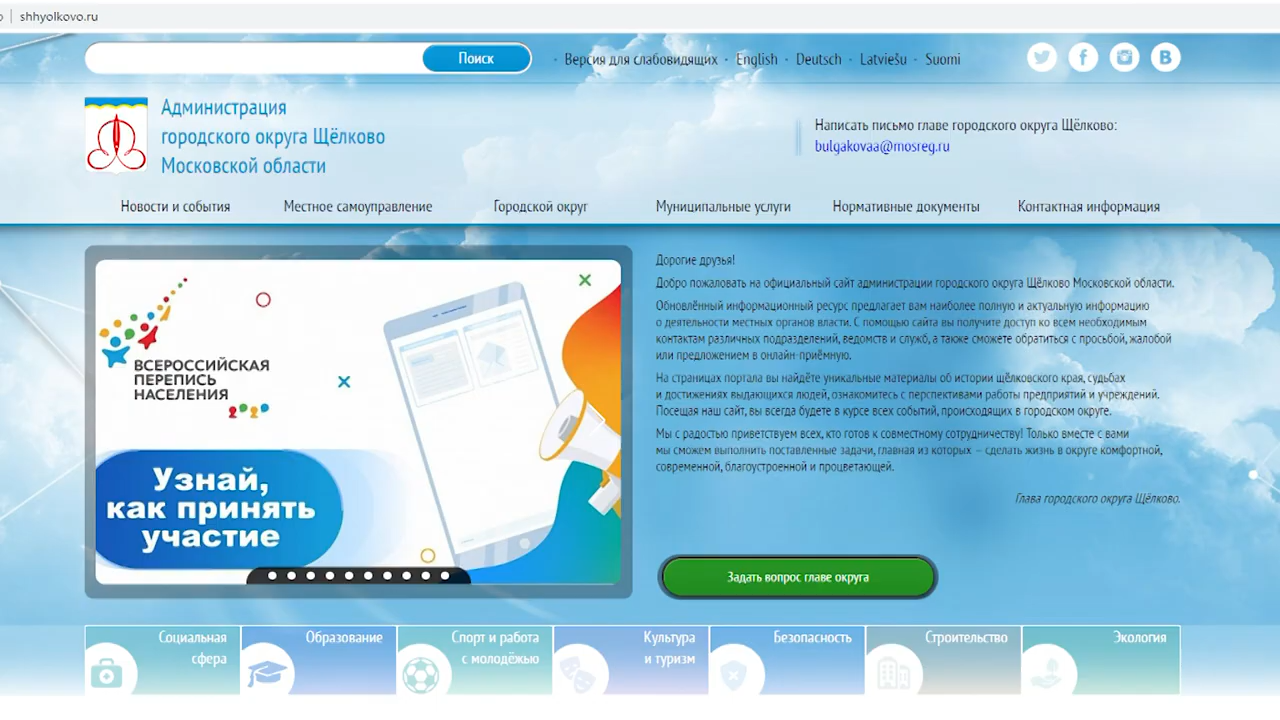 shhyolkovo.ru
Поиск
Версия для слабовидящих · English · Deutsch · Latviešu · Suomi
Администрация
городского округа Щёлково
Московской области
Написать письмо главе городского округа Щёлково:
bulgakovaa@mosreg.ru
Новости и события Местное самоуправление Городской округ Муниципальные услуги Нормативные документы Контактная информация
ВСЕРОССИЙСКАЯ
ПЕРЕПИСЬ
НАСЕЛЕНИЯ
2020
Узнай,
как принять
участие
Дорогие друзья!
Добро пожаловать на официальный сайт администрации городского округа Щёлково Московской области.
Обновлённый информационный ресурс предлагает вам наиболее полную и актуальную информацию
о деятельности местных органов власти. С помощью сайта вы получите доступ ко всем необходимым
контактам различных подразделений, ведомств и служб, а также сможете обратиться с просьбой, жалобой
или предложением в онлайн-приёмную.
На страницах портала вы найдёте уникальные материалы об истории щёлковского края, судьбах
и достижениях выдающихся людей, ознакомитесь с перспективами работы предприятий и учреждений.
Посещая наш сайт, вы всегда будете в курсе всех событий, происходящих в городском округе.
Мы с радостью приветствуем всех, кто готов к совместному сотрудничеству! Только вместе с вами
мы сможем выполнить поставленные задачи, главная из которых – сделать жизнь в округе комфортной,
современной, благоустроенной и процветающей.
Глава городского округа Щёлково.
Задать вопрос главе округа
Социальная
сфера
Образование
Спорт и работа
с молодёжью
Культура
и туризм
Безопасность
Строительство
Экология